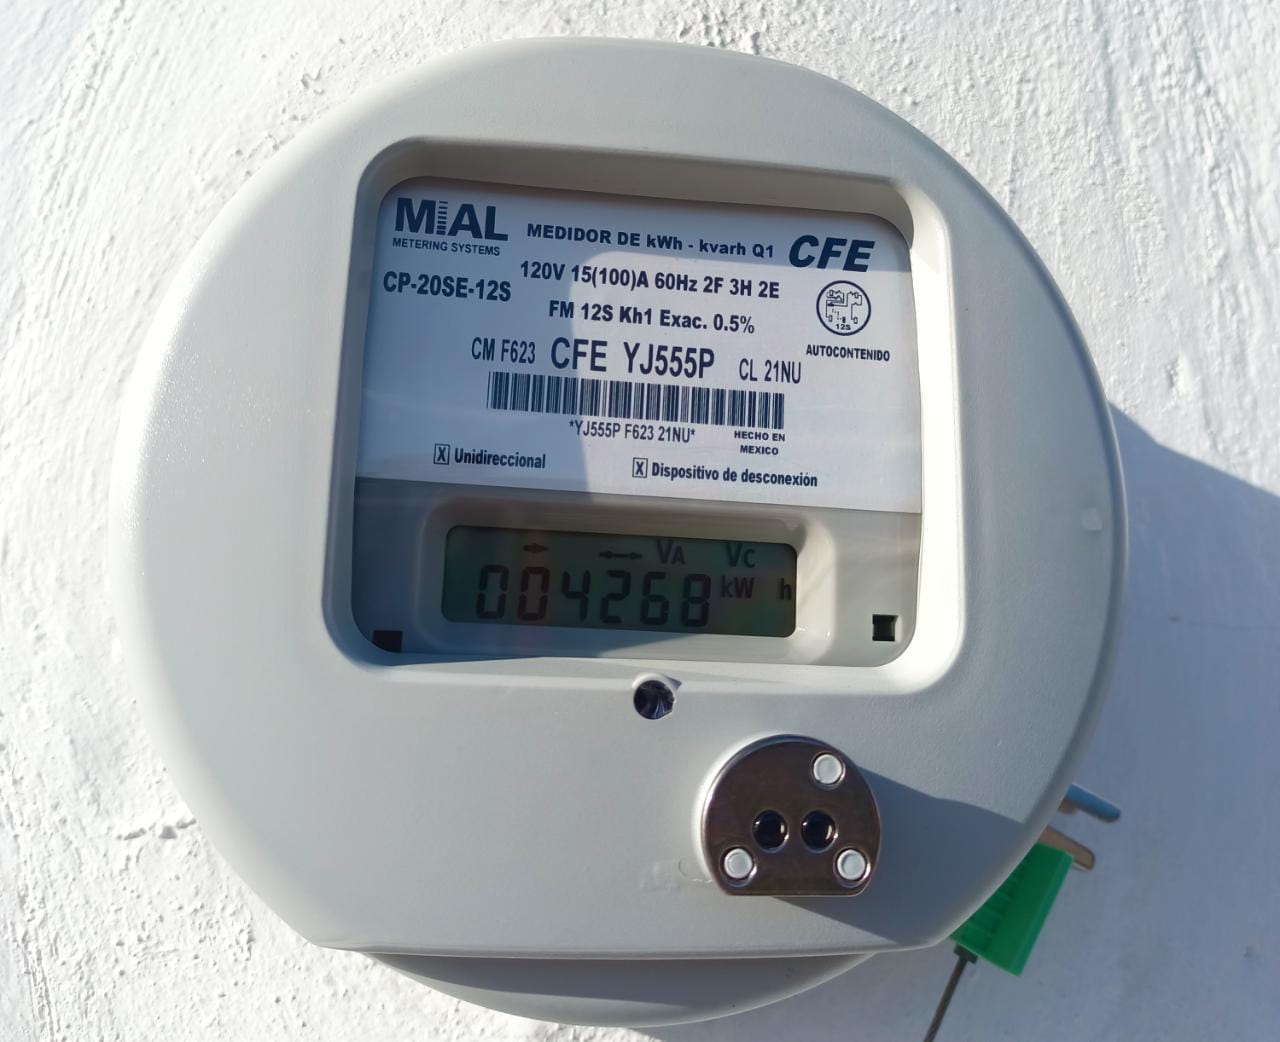 MIAL
METERING SYSTEMS
MEDIDOR DE kWh - kvarh Q1
CFE
CP-20SE-12S
120V 15(100)A 60Hz 2F 3H 2E
FM 12S Kh1 Exac. 0.5%
12S
AUTOCONTENIDO
CM F623 CFE YJ555P CL 21NU
*YJ555P F623 21NU*
HECHO EN
MEXICO
X Unidireccional
X Dispositivo de desconexión
VA VC
004268 kW h